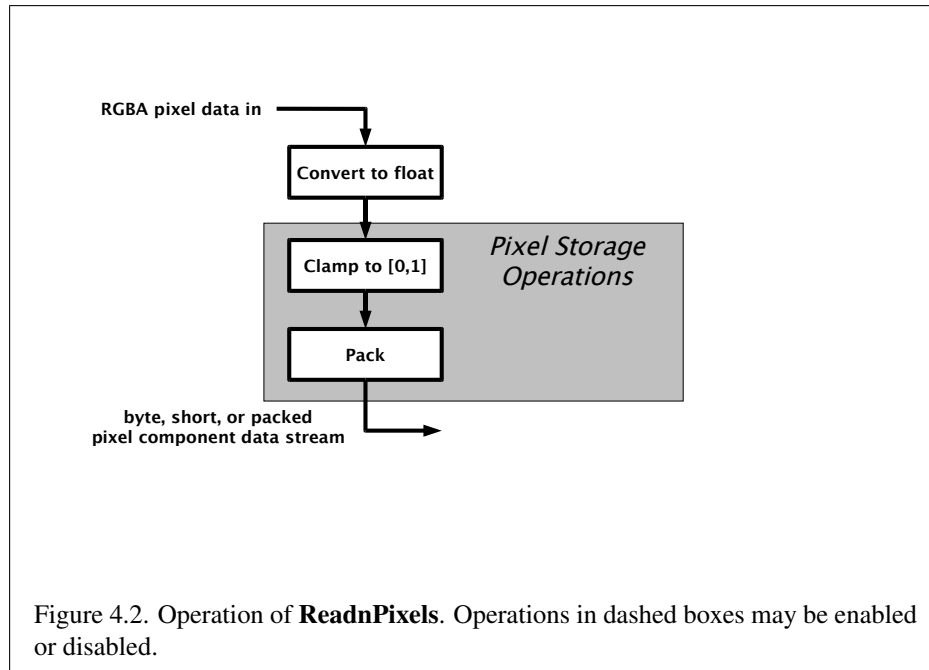 RGBA pixel data in
Convert to float
Pixel Storage
Operations
Clamp to [0,1]
Pack
byte, short, or packed
pixel component data stream
Figure 4.2. Operation of ReadnPixels. Operations in dashed boxes may be enabled
or disabled.